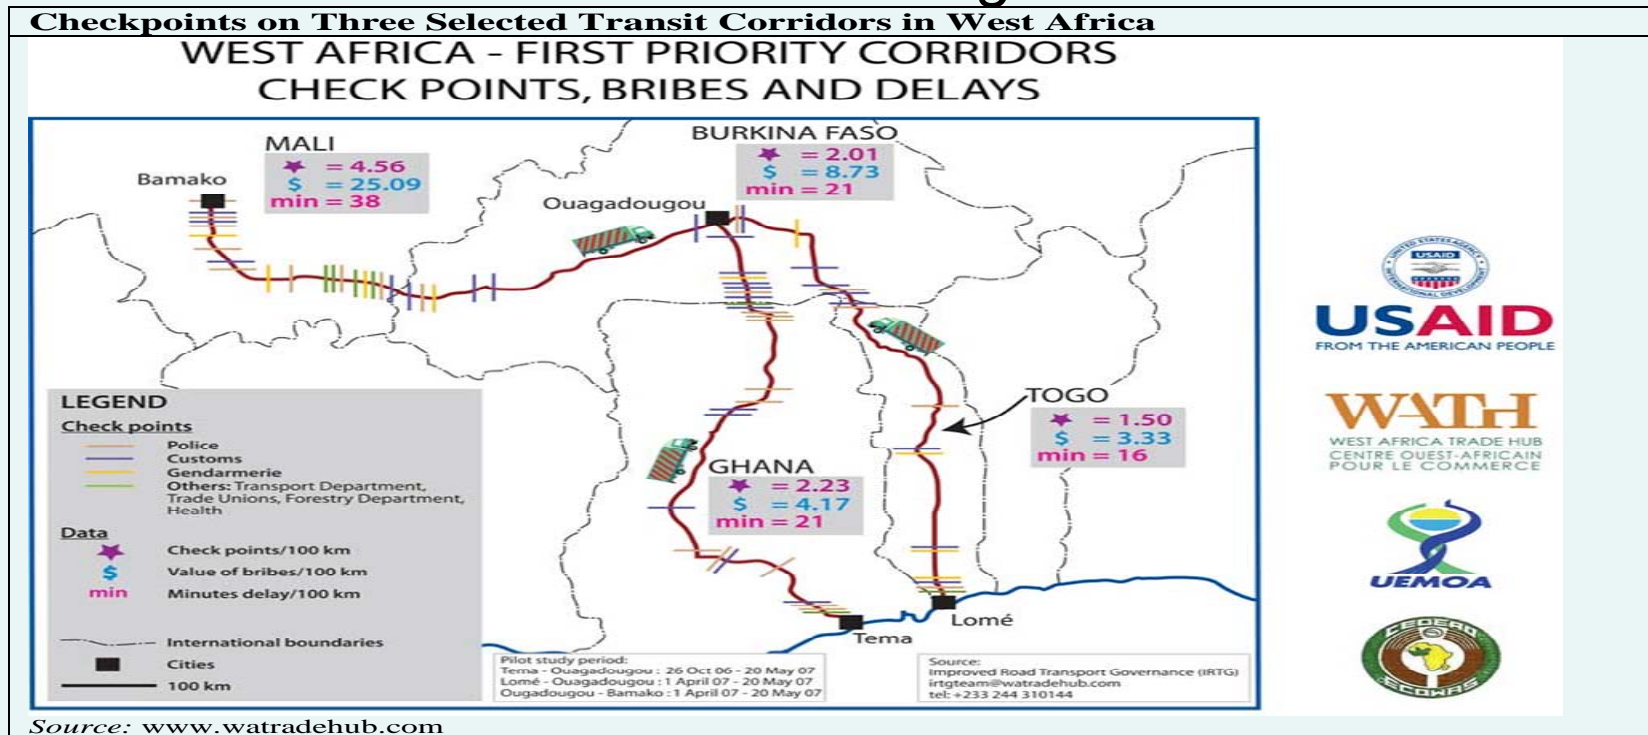 Checkpoints on Three Selected Transit Corridors in West Africa
WEST AFRICA - FIRST PRIORITY CORRIDORS
CHECK POINTS, BRIBES AND DELAYS
MALI
★ = 4.56
$ = 25.09
min = 38
Bamako
BURKINA FASO
★ = 2.01
$ = 8.73
min = 21
Ouagadougou
TOGO
★ = 1.50
$ = 3.33
min = 16
GHANA
★ = 2.23
$ = 4.17
min = 21
Tema
Lomé
LEGEND
Check points
Police
Customs
Gendarmerie
Others: Transport Department,
Trade Unions, Forestry Department,
Health
Data
Check points/100 km
$ Value of bribes/100 km
min Minutes delay/100 km
International boundaries
Cities
100 km
Pilot study period:
Tema - Ouagadougou : 26 Oct 06 - 20 May 07
Lomé - Ouagadougou : 1 April 07 - 20 May 07
Ougadougou - Bamako : 1 April 07 - 20 May 07
Source:
Improved Road Transport Governance (IRTG)
irtgteam@watradehub.com
tel: +233 244 310144
UNITED STATES AGENCY
USAID
INTERNATIONAL DEVELOPMENT
USAID
FROM THE AMERICAN PEOPLE
WATH
WEST AFRICA TRADE HUB
CENTRE OUEST-AFRICAIN
POUR LE COMMERCE
UEMOA
CEDEAO
ECOWAS
Source: www.watradehub.com